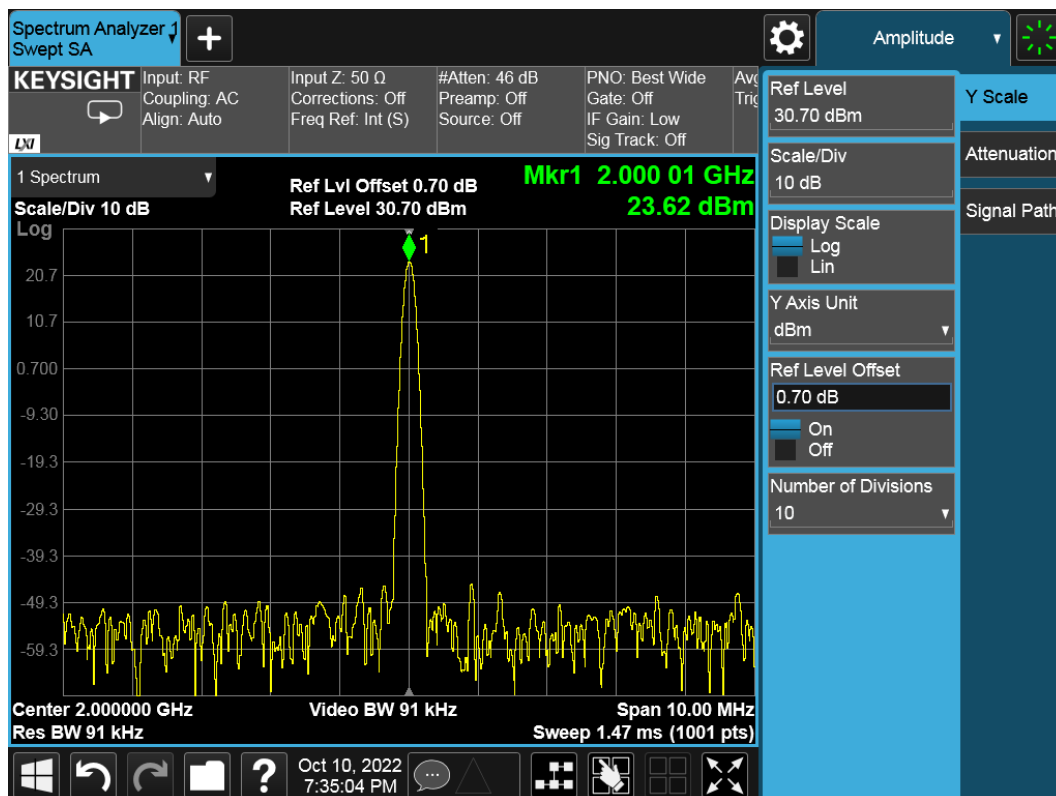 Spectrum Analyzer 1
Swept SA
Amplitude
KEYSIGHT
LXI
Input: RF
Coupling: AC
Align: Auto
Input Z: 50 Ω
Corrections: Off
Freq Ref: Int (S)
#Atten: 46 dB
Preamp: Off
Source: Off
PNO: Best Wide
Gate: Off
IF Gain: Low
Sig Track: Off
Avg
Trig
1 Spectrum
Scale/Div 10 dB
Ref Lvl Offset 0.70 dB
Ref Level 30.70 dBm
Mkr1 2.000 01 GHz
23.62 dBm
Log
1
20.7
10.7
0.700
-9.30
-19.3
-29.3
-39.3
-49.3
-59.3
Center 2.000000 GHz
Video BW 91 kHz
Span 10.00 MHz
Res BW 91 kHz
Sweep 1.47 ms (1001 pts)
Ref Level
30.70 dBm
Scale/Div
10 dB
Display Scale
Log
Lin
Y Axis Unit
dBm
Ref Level Offset
0.70 dB
On
Off
Number of Divisions
10
Y Scale
Attenuation
Signal Path
?
Oct 10, 2022
7:35:04 PM